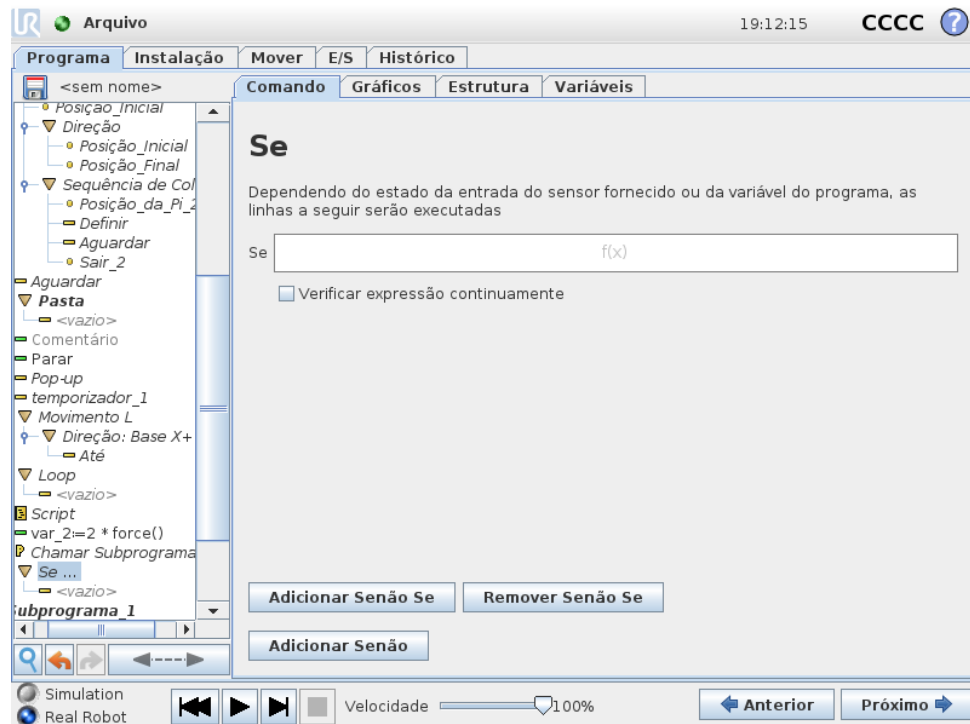 Arquivo
19:12:15
CCCC
?
Programa
Instalação
Mover
E/S
Histórico
<sem nome>
Comando
Gráficos
Estrutura
Variáveis
Posição_Inicial
Direção
Posição_Inicial
Posição_Final
Sequência de Col
Posição_da_Pi_2
Definir
Aguardar
Sair_2
Aguardar
Pasta
<vazio>
Comentário
Parar
Pop-up
temporizador_1
Movimento L
Direção: Base X+
Até
Loop
<vazio>
Script
var_2:=2 * force()
Chamar Subprograma
Se ...
<vazio>
ubprograma_1
Se
Dependendo do estado da entrada do sensor fornecido ou da variável do programa, as
linhas a seguir serão executadas
Se
f(x)
Verificar expressão continuamente
Adicionar Senão Se
Remover Senão Se
Adicionar Senão
Simulation
Real Robot
Velocidade
100%
Anterior
Próximo